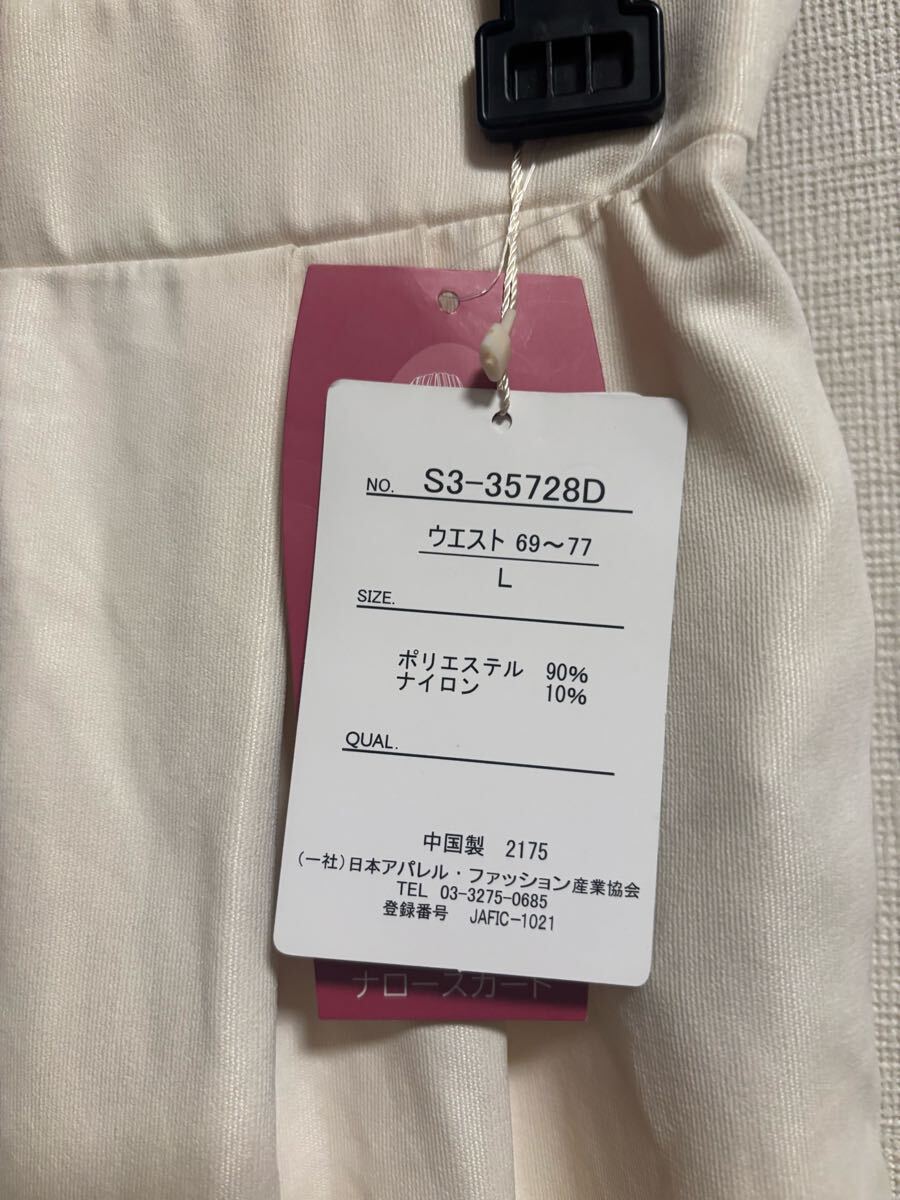 NO. S3-35728D
ウエスト 69～77
L
SIZE.
ポリエステル 90%
ナイロン 10%
QUAL.
中国製 2175
(一社)日本アパレル・ファッション産業協会
TEL 03-3275-0685
登録番号 JAFIC-1021
ナロースカート